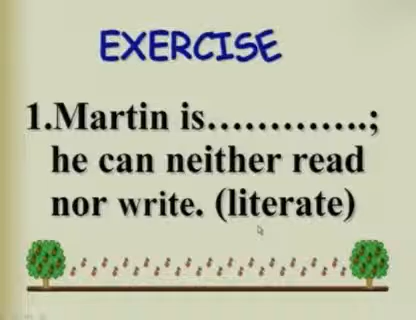 EXERCISE
1.Martin is.............;
he can neither read
nor write. (literate)